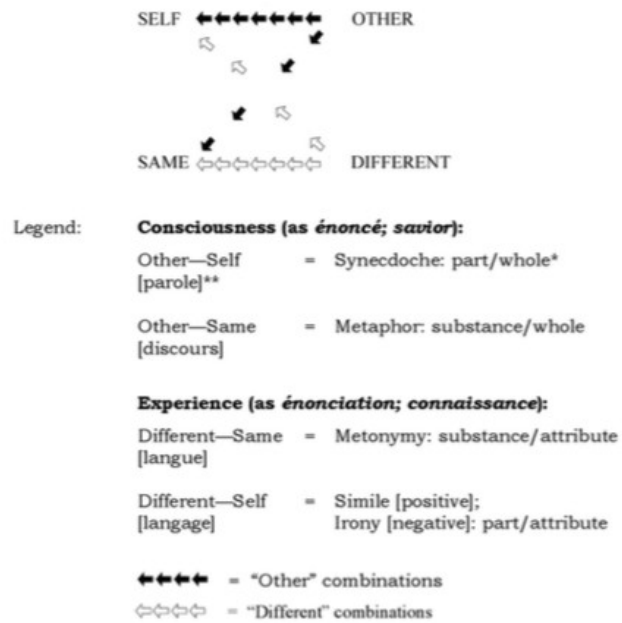 SELF OTHER
SAME DIFFERENT
Legend: Consciousness (as énoncé; savior):
Other—Self = Synecdoche: part/whole*
[parole]**
Other—Same = Metaphor: substance/whole
[discours]
Experience (as énonciation; connaissance):
Different—Same = Metonymy: substance/attribute
[langue]
Different—Self = Simile [positive];
[langage] Irony [negative]: part/attribute
= "Other" combinations
= "Different" combinations